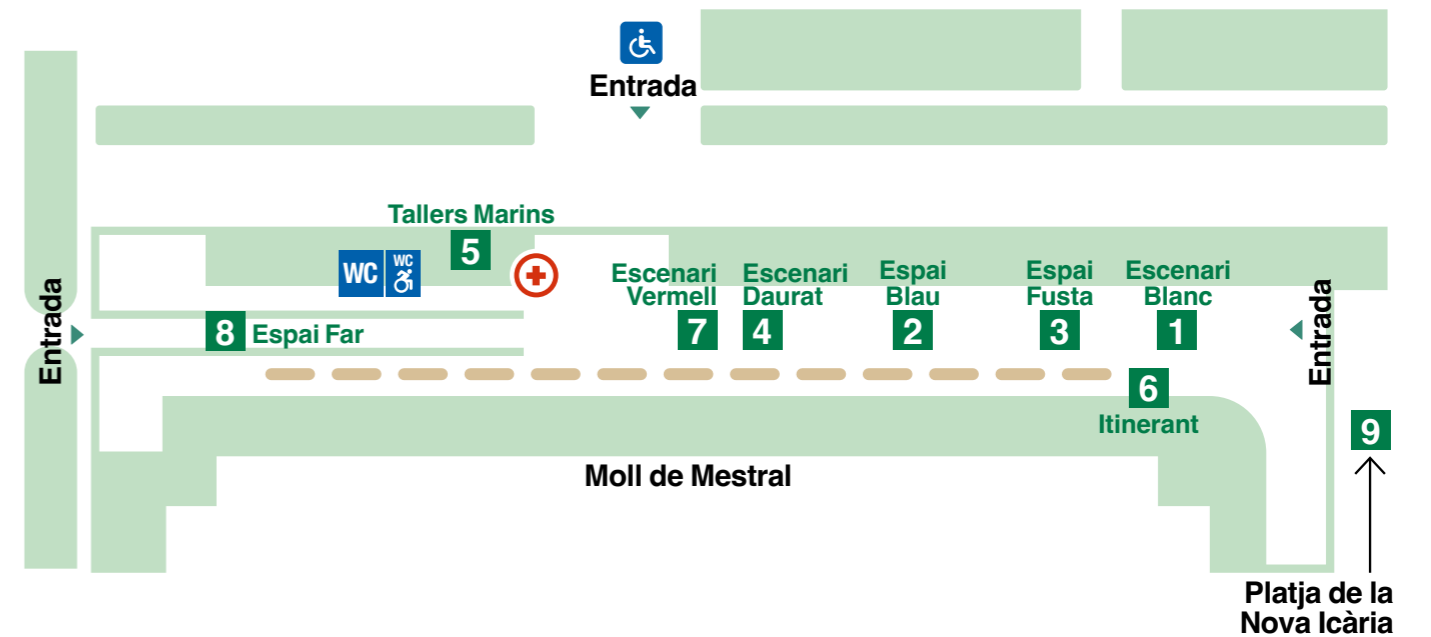 Entrada
Tallers Marins
5
WC
WC
Escenari
Vermell
7
Escenari
Daurat
4
Espai
Blau
2
Espai
Fusta
3
Escenari
Blanc
1
Entrada
8 Espai Far
Entrada
6
Itinerant
9
Moll de Mestral
Platja de la
Nova Icària